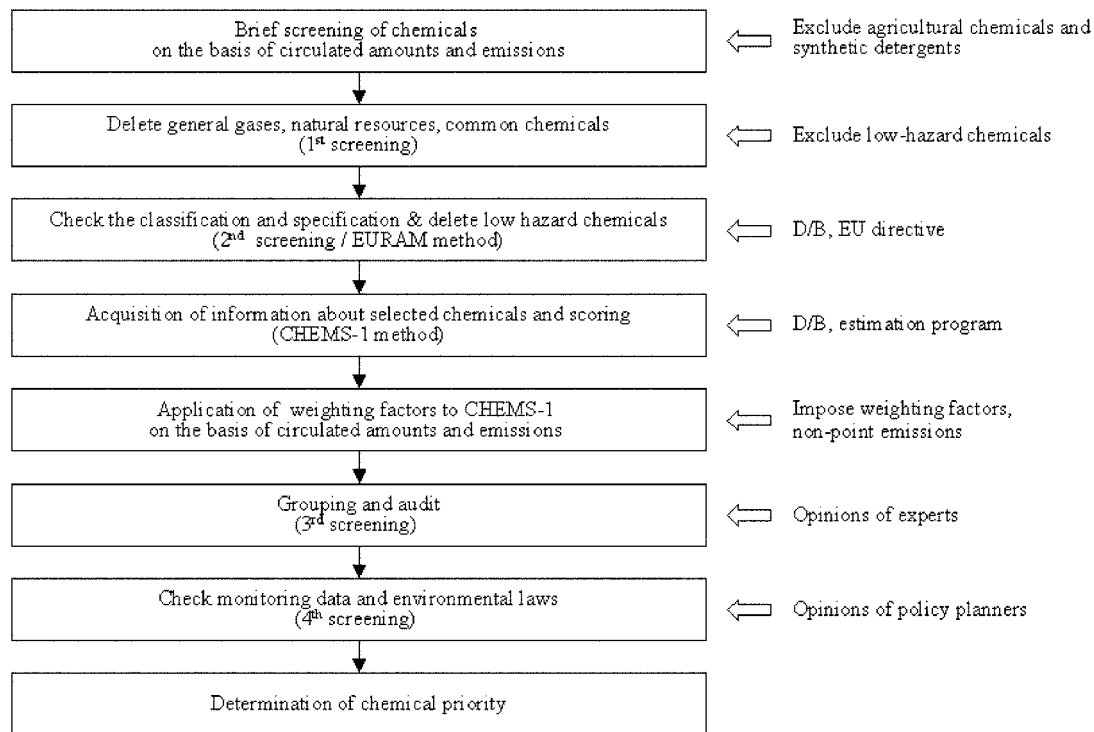 Brief screening of chemicals
on the basis of circulated amounts and emissions
Exclude agricultural chemicals and
synthetic detergents
Delete general gases, natural resources, common chemicals
(1st screening)
Exclude low-hazard chemicals
Check the classification and specification & delete low hazard chemicals
(2nd screening / EURAM method)
D/B, EU directive
Acquisition of information about selected chemicals and scoring
(CHEMS-1 method)
D/B, estimation program
Application of weighting factors to CHEMS-1
on the basis of circulated amounts and emissions
Impose weighting factors,
non-point emissions
Grouping and audit
(3rd screening)
Opinions of experts
Check monitoring data and environmental laws
(4th screening)
Opinions of policy planners
Determination of chemical priority